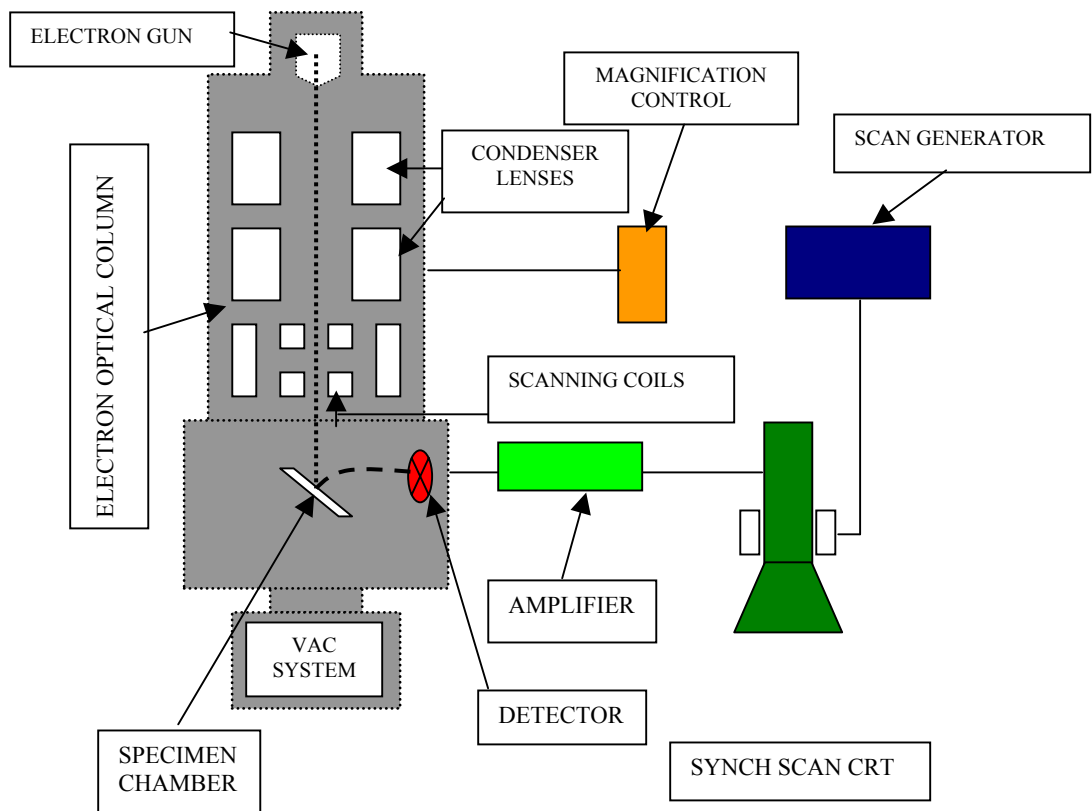 ELECTRON GUN
MAGNIFICATION
CONTROL
SCAN GENERATOR
CONDENSER
LENSES
ELECTRON OPTICAL COLUMN
SCANNING COILS
AMPLIFIER
VAC
SYSTEM
DETECTOR
SPECIMEN
CHAMBER
SYNCH SCAN CRT